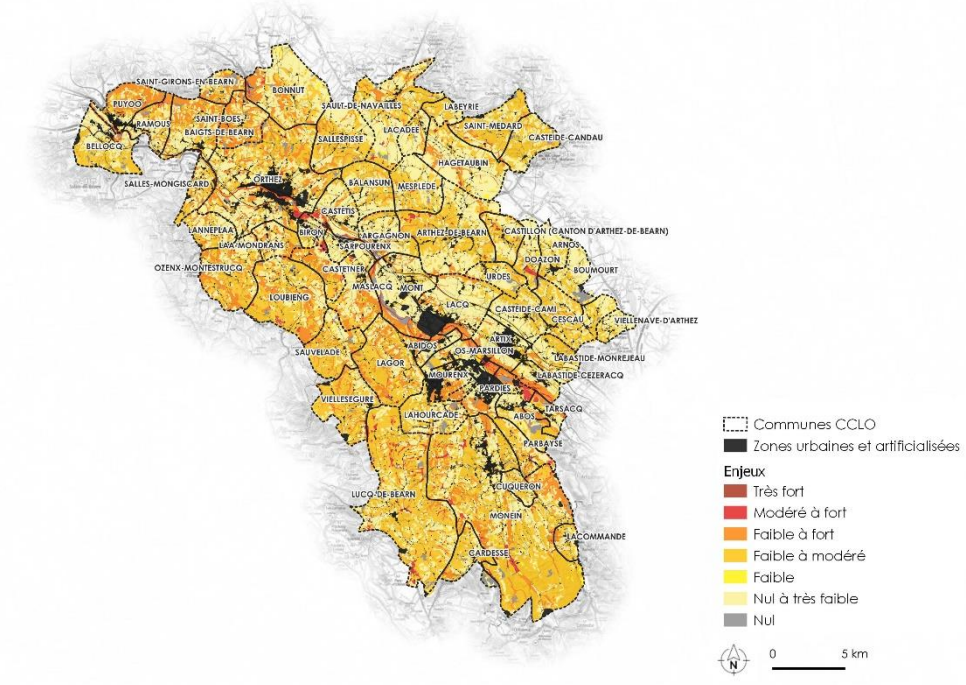 SAINT-GIRONS-EN-BEARN
BONNUT
PUYOO
SAULT-DE-NAVAILLES
LABEYRIE
RAMOUS
SAINT-BOES
SAINT-MEDARD
BAIGTS-DE-BEARN
LACADEE
CASTEIDE-CANDAU
BELLOCQ
SALLESPISSE
HAGETAUBIN
SALLES-MONGISCARD
ORTHEZ
BALANSUN
MESPLEDE
CASTETIS
LANNEPLAA
BIRON
ARGAGNON
ARTHEZ-DE-BEARN
CASTILLON (CANTON D'ARTHEZ-DE-BEARN)
LAA-MONDRANS
SARPOURENX
ARNOS
DOAZON
OZENX-MONTESTRUCQ
CASTETNER
BOUMOURT
URDES
MASLACQ
MONT
LOUBIENG
LACQ
CASTEIDE-CAMI
CESCAU
VIELLENAVE-D'ARTHEZ
ARTIX
ABIDOS
OS-MARSILLON
SAUVELADE
LABASTIDE-MONREJEAU
LAGOR
MOURENX
LABASTIDE-CEZERACQ
PARDIES
VIELLESEGURE
TARSACQ
LAHOURCADE
ABOS
PARBAYSE
CUQUERON
LUCQ-DE-BEARN
MONEIN
LACOMMANDE
CARDESSE
Communes CCLO
Zones urbaines et artificialisées
Enjeux
Très fort
Modéré à fort
Faible à fort
Faible à modéré
Faible
Nul à très faible
Nul
N
0 5 km